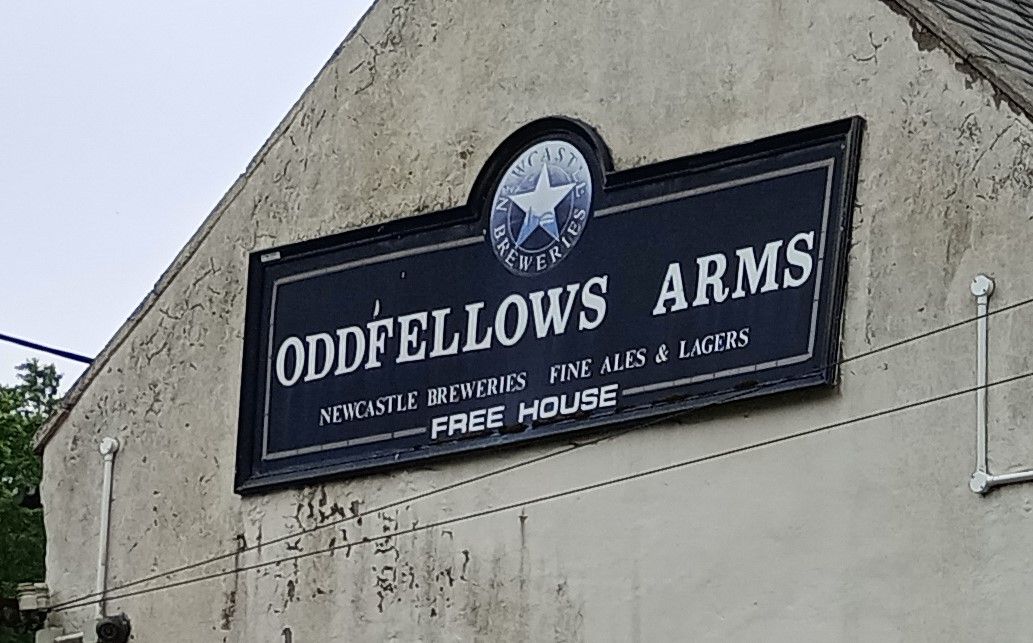 NEWCASTLE
BREWERIES
ODDFELLOWS ARMS
NEWCASTLE BREWERIES FINE ALES & LAGERS
FREE HOUSE